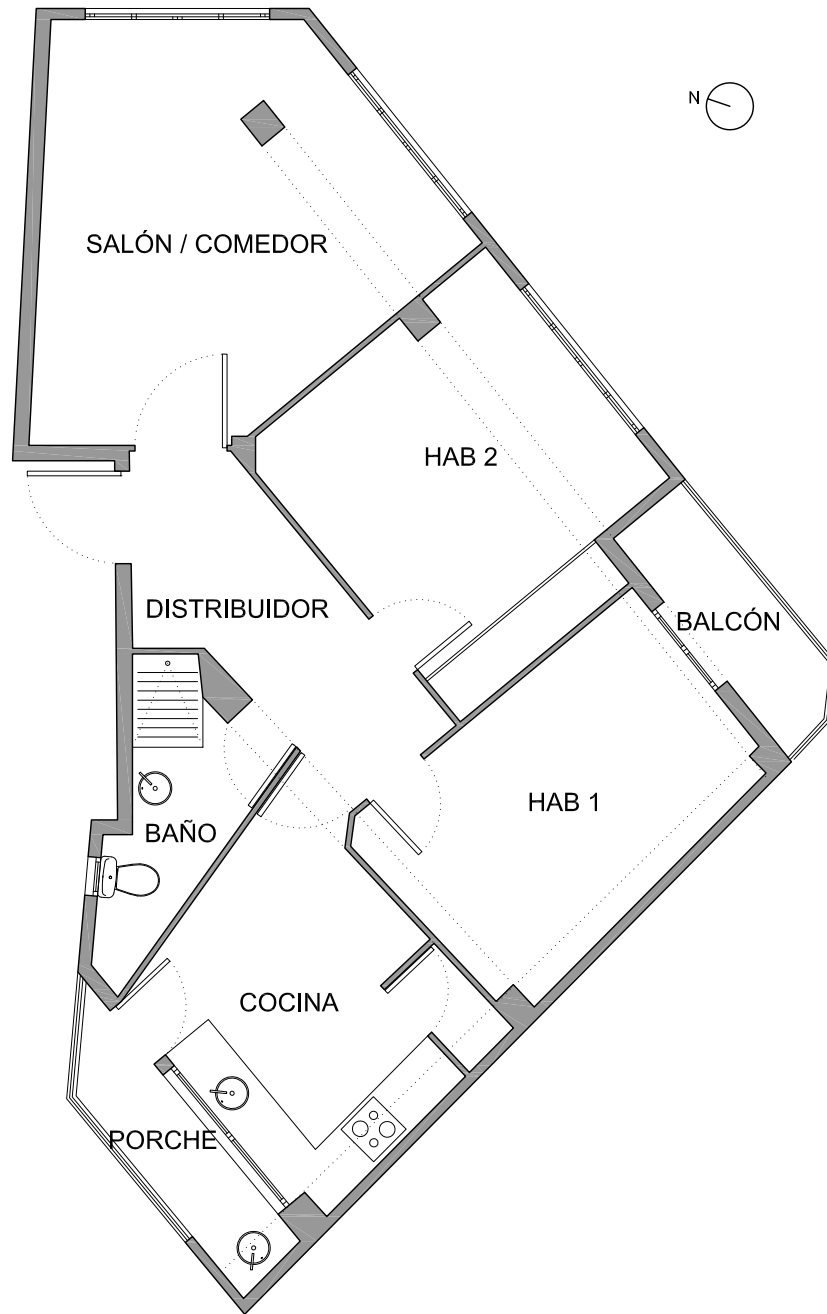 N
SALÓN / COMEDOR
HAB 2
DISTRIBUIDOR
BALCÓN
HAB 1
BAÑO
COCINA
PORCHE